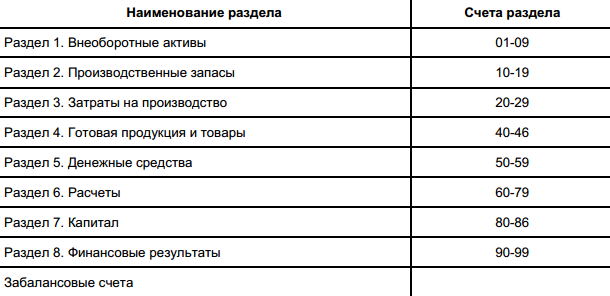 Наименование раздела Счета раздела
Раздел 1. Внеоборотные активы 01-09
Раздел 2. Производственные запасы 10-19
Раздел 3. Затраты на производство 20-29
Раздел 4. Готовая продукция и товары 40-46
Раздел 5. Денежные средства 50-59
Раздел 6. Расчеты 60-79
Раздел 7. Капитал 80-86
Раздел 8. Финансовые результаты 90-99
Забалансовые счета